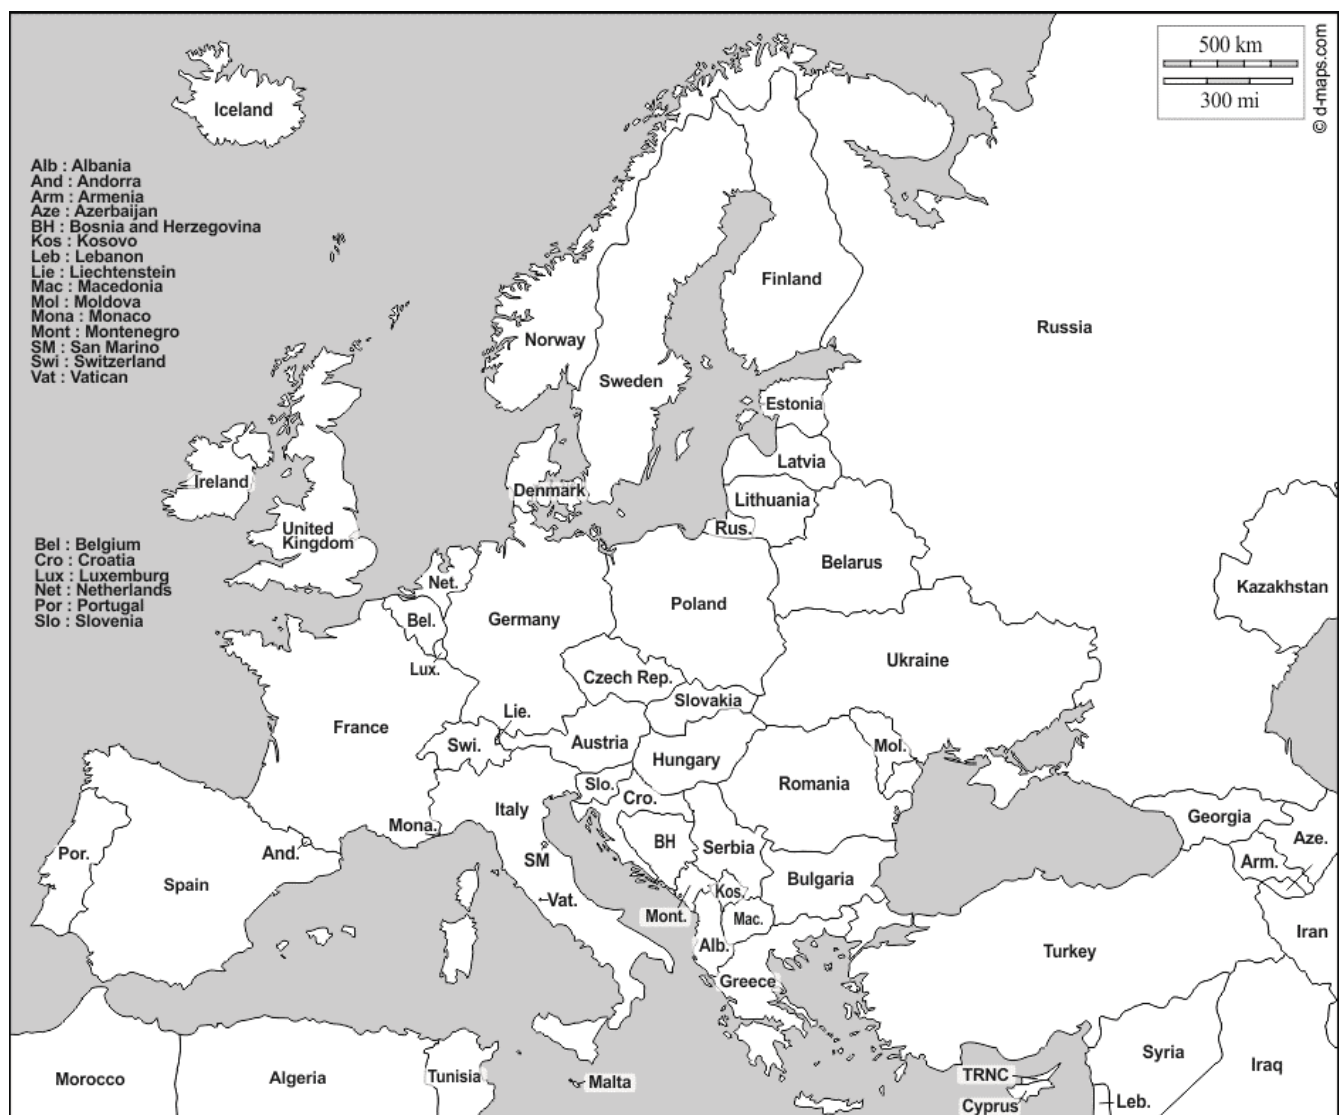 500 km
300 mi
© d-maps.com
Iceland
Alb : Albania
And : Andorra
Arm : Armenia
Aze : Azerbaijan
BH : Bosnia and Herzegovina
Kos : Kosovo
Leb : Lebanon
Lie : Liechtenstein
Mac : Macedonia
Mol : Moldova
Mona : Monaco
Mont : Montenegro
SM : San Marino
Swi : Switzerland
Vat : Vatican
Finland
Russia
Norway
Sweden
Estonia
Latvia
Ireland
Denmark
Lithuania
Rus.
United
Kingdom
Bel : Belgium
Cro : Croatia
Lux : Luxemburg
Net : Netherlands
Por : Portugal
Slo : Slovenia
Belarus
Net.
Kazakhstan
Poland
Germany
Bel.
Ukraine
Lux.
Czech Rep.
Slovakia
Lie.
France
Swi.
Austria
Mol.
Hungary
Slo.
Romania
Cro.
Italy
Georgia
Mona.
Aze.
BH
Serbia
Por.
And.
SM
Arm.
Spain
Bulgaria
Kos.
Vat.
Mont.
Mac.
Iran
Alb.
Turkey
Greece
Syria
Iraq
Morocco
Algeria
Tunisia
Malta
TRNC
Cyprus
Leb.